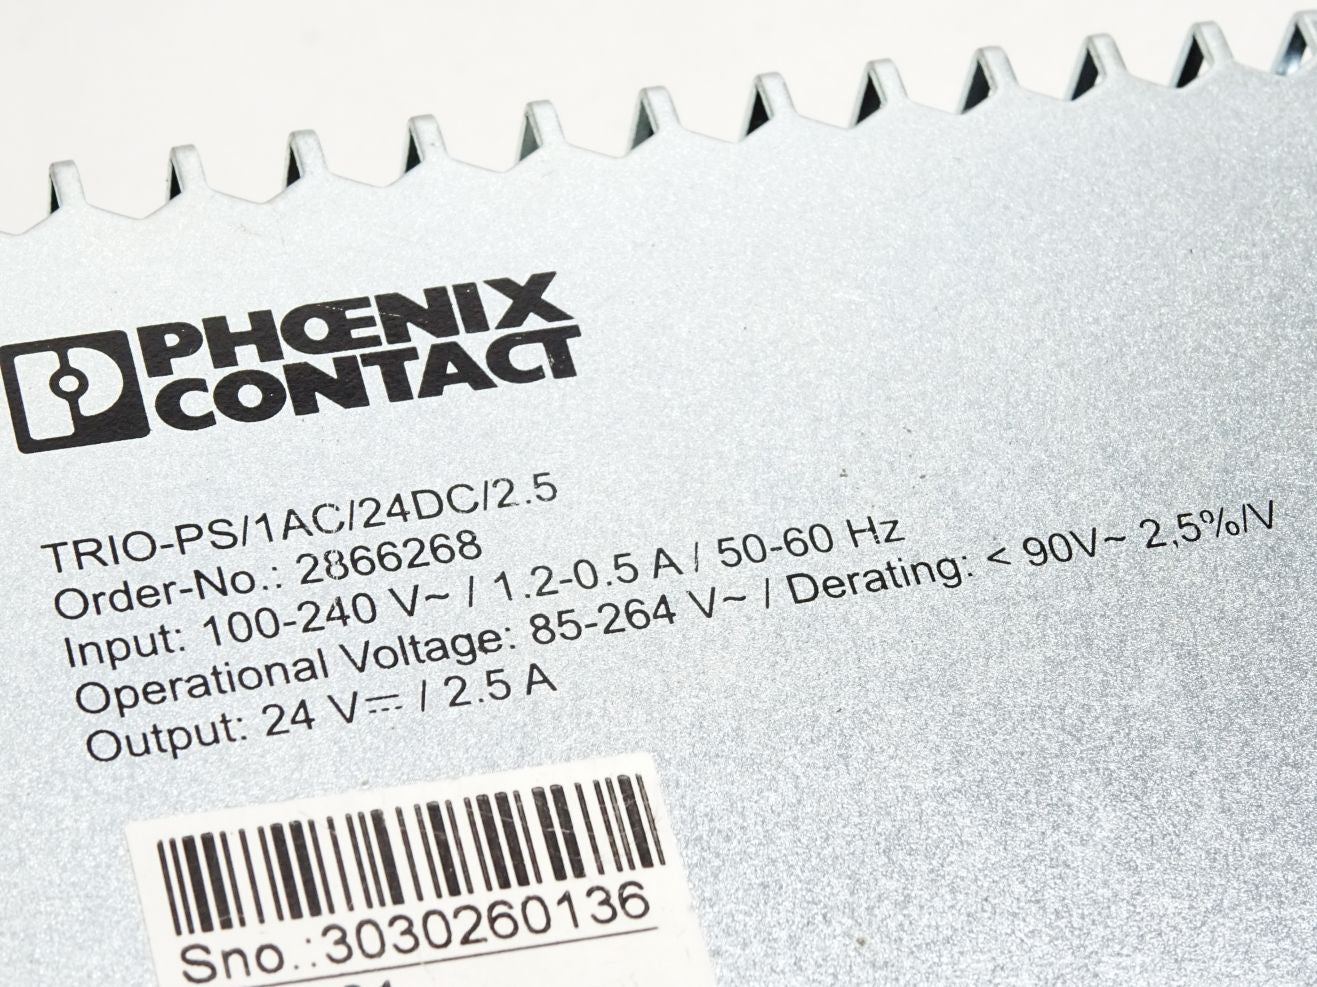 PHŒNIX
CONTACT
TRIO-PS/1AC/24DC/2.5
Order-No.: 2866268
Input: 100-240 V~ / 1.2-0.5 A / 50-60 Hz
Operational Voltage: 85-264 V~ / Derating: < 90V~ 2,5%/V
Output: 24 V⎓ / 2.5 A
Sno.:3030260136